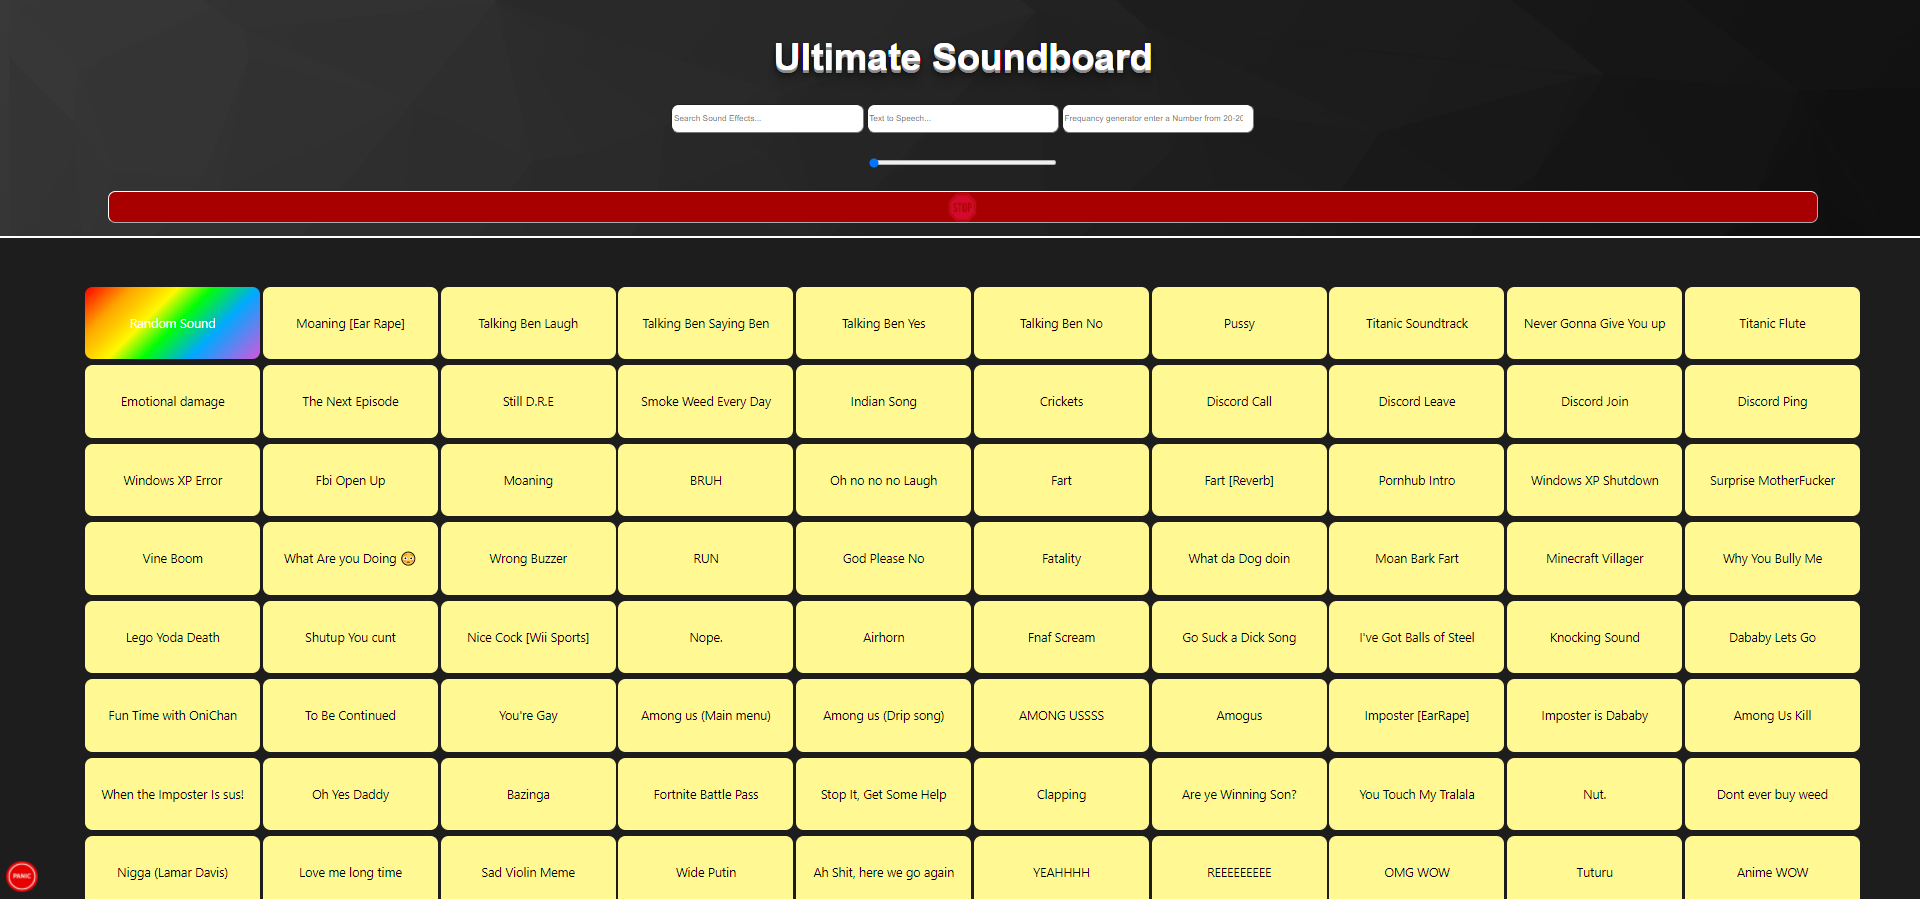 Ultimate Soundboard
Search Sound Effects...
Text to Speech...
Frequancy generator enter a Number from 20-20
STOP
Random Sound
Moaning [Ear Rape]
Talking Ben Laugh
Talking Ben Saying Ben
Talking Ben Yes
Talking Ben No
Pussy
Titanic Soundtrack
Never Gonna Give You up
Titanic Flute
Emotional damage
The Next Episode
Still D.R.E
Smoke Weed Every Day
Indian Song
Crickets
Discord Call
Discord Leave
Discord Join
Discord Ping
Windows XP Error
Fbi Open Up
Moaning
BRUH
Oh no no no Laugh
Fart
Fart [Reverb]
Pornhub Intro
Windows XP Shutdown
Surprise MotherFucker
Vine Boom
What Are you Doing 😳
Wrong Buzzer
RUN
God Please No
Fatality
What da Dog doin
Moan Bark Fart
Minecraft Villager
Why You Bully Me
Lego Yoda Death
Shutup You cunt
Nice Cock [Wii Sports]
Nope.
Airhorn
Fnaf Scream
Go Suck a Dick Song
I've Got Balls of Steel
Knocking Sound
Dababy Lets Go
Fun Time with OniChan
To Be Continued
You're Gay
Among us (Main menu)
Among us (Drip song)
AMONG USSSS
Amogus
Imposter [EarRape]
Imposter is Dababy
Among Us Kill
When the Imposter Is sus!
Oh Yes Daddy
Bazinga
Fortnite Battle Pass
Stop It, Get Some Help
Clapping
Are ye Winning Son?
You Touch My Tralala
Nut.
Dont ever buy weed
Nigga (Lamar Davis)
Love me long time
Sad Violin Meme
Wide Putin
Ah Shit, here we go again
YEAHHHH
REEEEEEEEE
OMG WOW
Tuturu
Anime WOW
PANIC